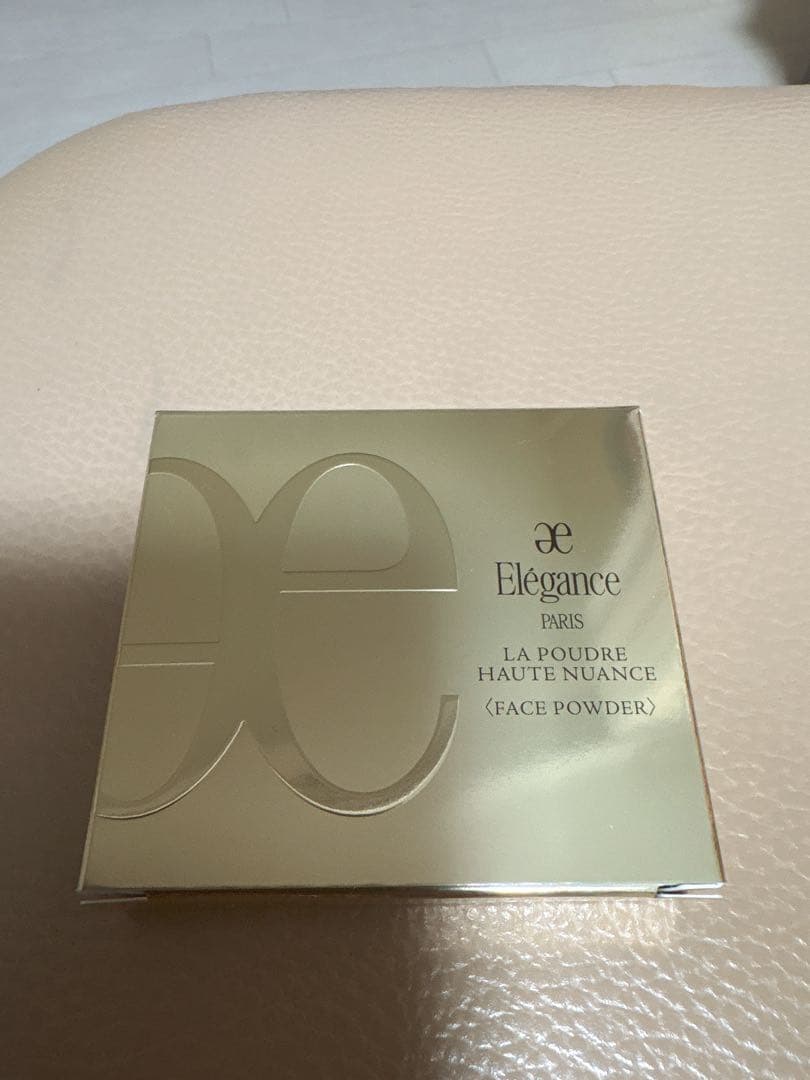 æ
Elégance
PARIS
LA POUDRE
HAUTE NUANCE
〈FACE POWDER〉